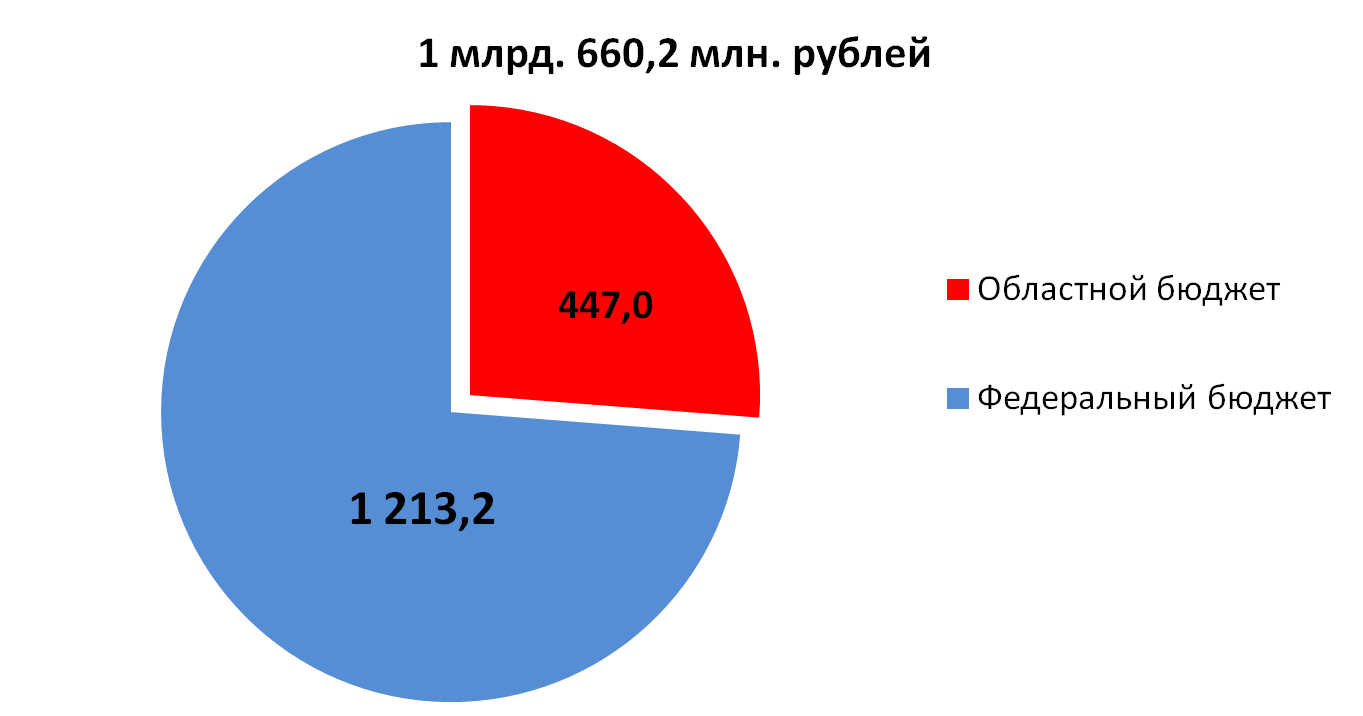 1 млрд. 660,2 млн. рублей
447,0
Областной бюджет
Федеральный бюджет
1 213,2